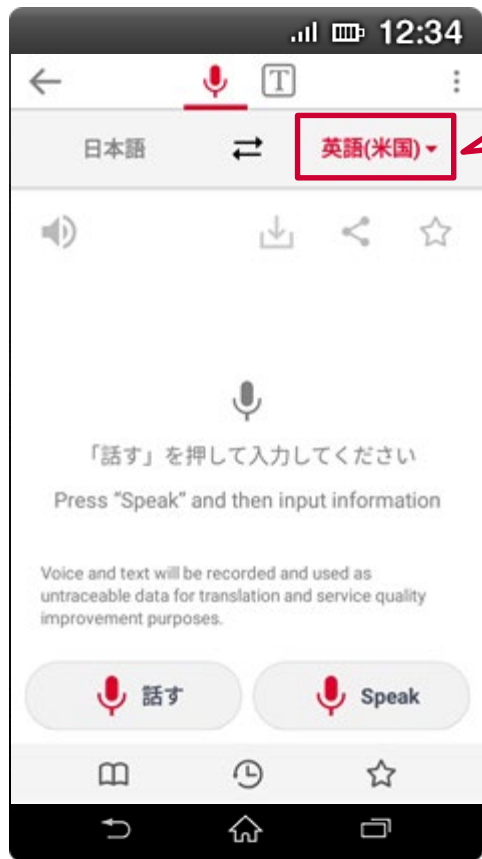 12:34
T
日本語
英語(米国)
「話す」を押して入力してください
Press "Speak" and then input information
Voice and text will be recorded and used as
untraceable data for translation and service quality
improvement purposes.
話す
Speak